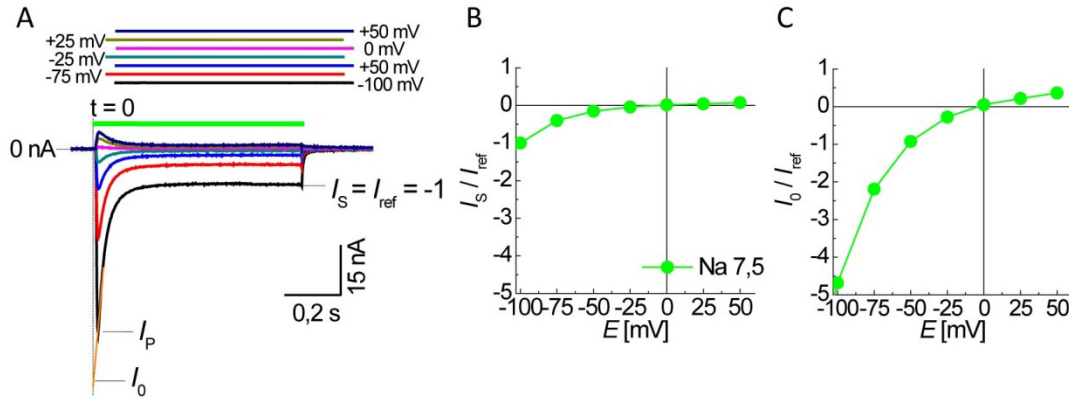 A
+50 mV
+25 mV
0 mV
-25 mV
+50 mV
-75 mV
-100 mV
t = 0
0 nA
I_S = I_ref = -1
15 nA
0,2 s
I_P
I_0
B
1
0
-1
-2
-3
-4
-5
I_S / I_ref
Na 7,5
-100 -75 -50 -25 0 25 50
E [mV]
C
1
0
-1
-2
-3
-4
-5
I_0 / I_ref
-100 -75 -50 -25 0 25 50
E [mV]